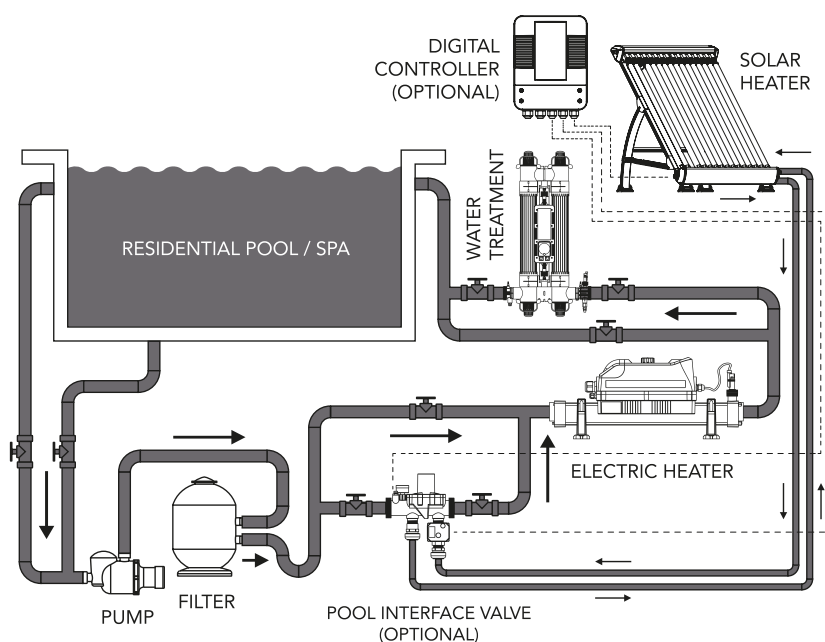 DIGITAL
CONTROLLER
(OPTIONAL)
SOLAR
HEATER
WATER
TREATMENT
RESIDENTIAL POOL / SPA
ELECTRIC HEATER
PUMP
FILTER
POOL INTERFACE VALVE
(OPTIONAL)